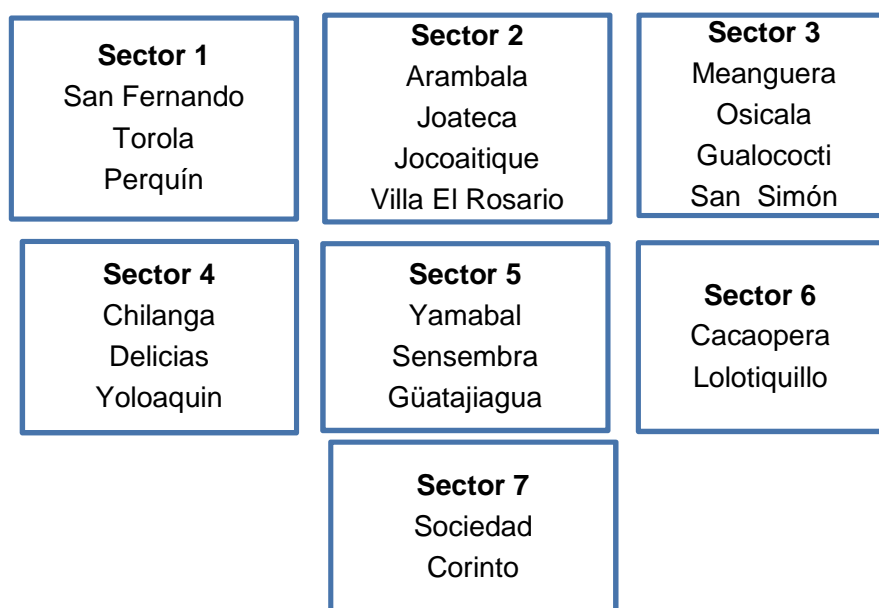 Sector 1
San Fernando
Torola
Perquín
Sector 2
Arambala
Joateca
Jocoaitique
Villa El Rosario
Sector 3
Meanguera
Osicala
Gualococti
San Simón
Sector 4
Chilanga
Delicias
Yoloaquin
Sector 5
Yamabal
Sensembra
Güatajiagua
Sector 6
Cacaopera
Lolotiquillo
Sector 7
Sociedad
Corinto